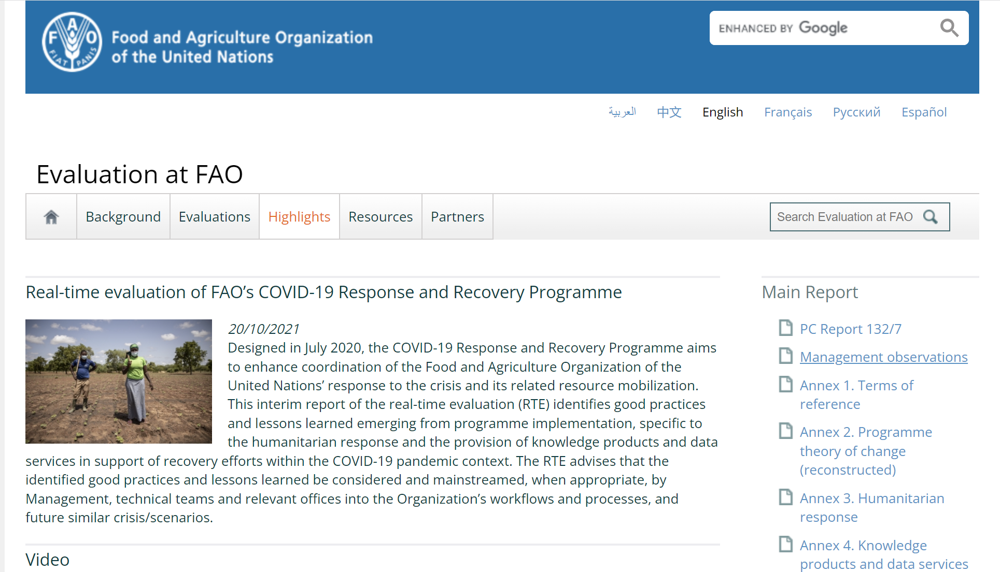 FAO
FIAT PANIS
Food and Agriculture Organization
of the United Nations
ENHANCED BY Google
العربية
中文
English
Français
Русский
Español
Evaluation at FAO
Background
Evaluations
Highlights
Resources
Partners
Search Evaluation at FAO
Real-time evaluation of FAO’s COVID-19 Response and Recovery Programme
20/10/2021
Designed in July 2020, the COVID-19 Response and Recovery Programme aims
to enhance coordination of the Food and Agriculture Organization of the
United Nations’ response to the crisis and its related resource mobilization.
This interim report of the real-time evaluation (RTE) identifies good practices
and lessons learned emerging from programme implementation, specific to
the humanitarian response and the provision of knowledge products and data
services in support of recovery efforts within the COVID-19 pandemic context. The RTE advises that the
identified good practices and lessons learned be considered and mainstreamed, when appropriate, by
Management, technical teams and relevant offices into the Organization’s workflows and processes, and
future similar crisis/scenarios.
Video
Main Report
PC Report 132/7
Management observations
Annex 1. Terms of
reference
Annex 2. Programme
theory of change
(reconstructed)
Annex 3. Humanitarian
response
Annex 4. Knowledge
products and data services